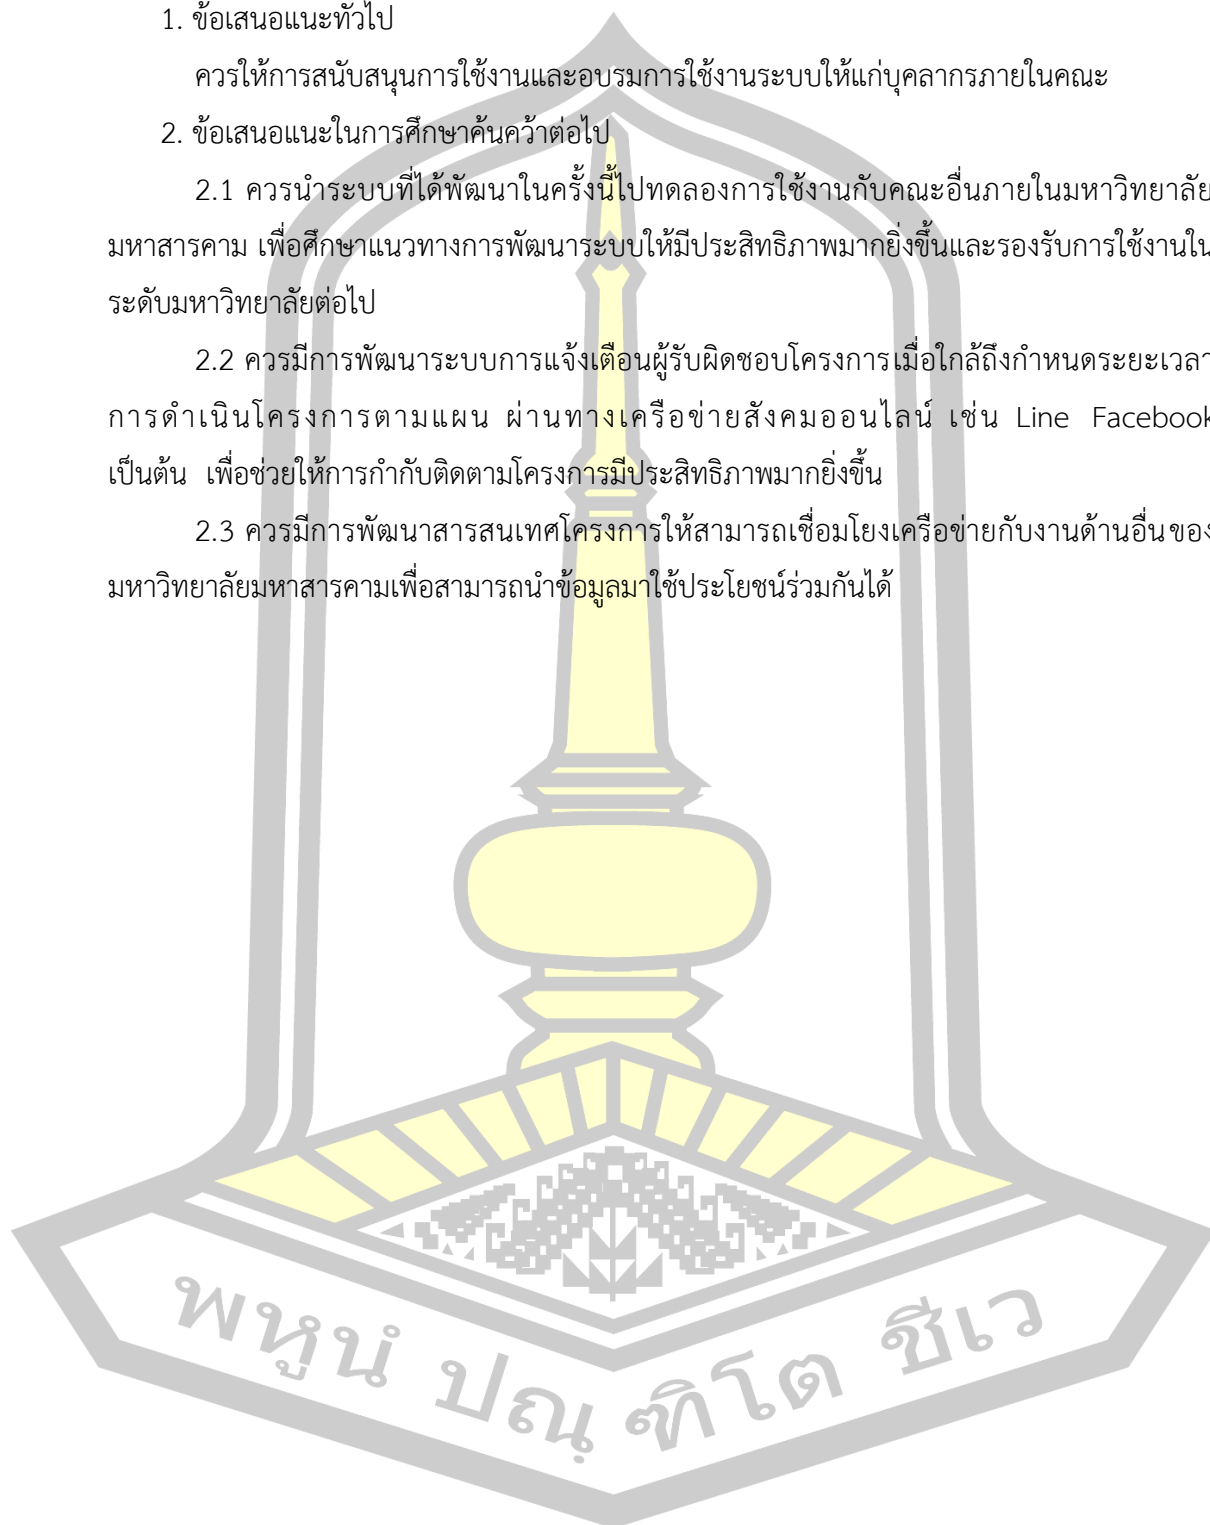 1. ข้อเสนอแนะทั่วไป
ควรให้การสนับสนุนการใช้งานและอบรมการใช้งานระบบให้แก่บุคลากรภายในคณะ
2. ข้อเสนอแนะในการศึกษาค้นคว้าต่อไป
2.1 ควรนำระบบที่ได้พัฒนาในครั้งนี้ไปทดลองการใช้งานกับคณะอื่นภายในมหาวิทยาลัย
มหาสารคาม เพื่อศึกษาแนวทางการพัฒนาระบบให้มีประสิทธิภาพมากยิ่งขึ้นและรองรับการใช้งานใน
ระดับมหาวิทยาลัยต่อไป
2.2 ควรมีการพัฒนาระบบการแจ้งเตือนผู้รับผิดชอบโครงการเมื่อใกล้ถึงกำหนดระยะเวลา
การดำเนินโครงการตามแผน ผ่านทางเครือข่ายสังคมออนไลน์ เช่น Line Facebook
เป็นต้น เพื่อช่วยให้การกำกับติดตามโครงการมีประสิทธิภาพมากยิ่งขึ้น
2.3 ควรมีการพัฒนาสารสนเทศโครงการให้สามารถเชื่อมโยงเครือข่ายกับงานด้านอื่นของ
มหาวิทยาลัยมหาสารคามเพื่อสามารถนำข้อมูลมาใช้ประโยชน์ร่วมกันได้
พหูนํ ปณฺฑิโต ชีเว